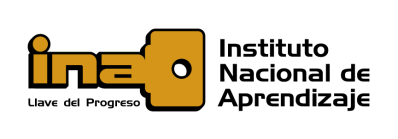 ina
Llave del Progreso
Instituto
Nacional de
Aprendizaje